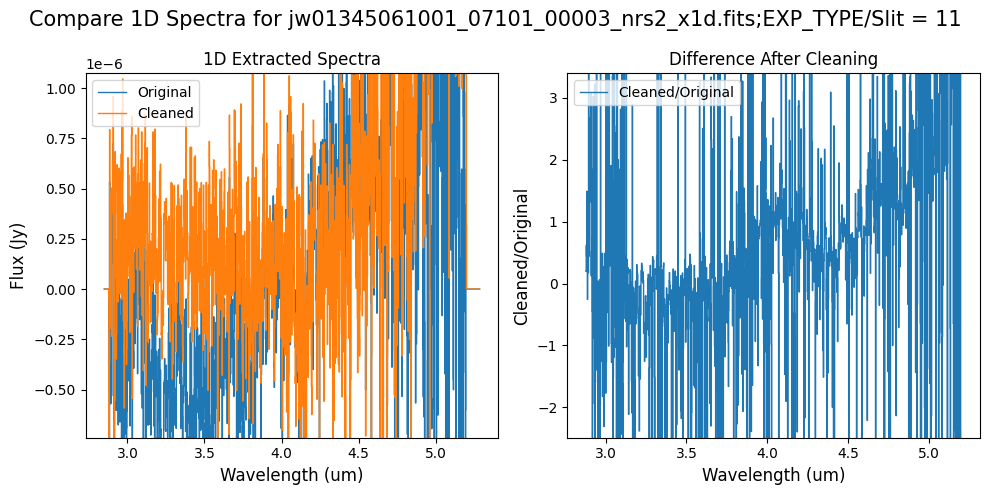 Compare 1D Spectra for jw01345061001_07101_00003_nrs2_x1d.fits;EXP_TYPE/Slit = 11
1D Extracted Spectra
1e−6
Original
Cleaned
1.00
0.75
0.50
0.25
0.00
−0.25
−0.50
Flux (Jy)
3.0 3.5 4.0 4.5 5.0
Wavelength (um)
Difference After Cleaning
Cleaned/Original
3
2
1
0
−1
−2
Cleaned/Original
3.0 3.5 4.0 4.5 5.0
Wavelength (um)